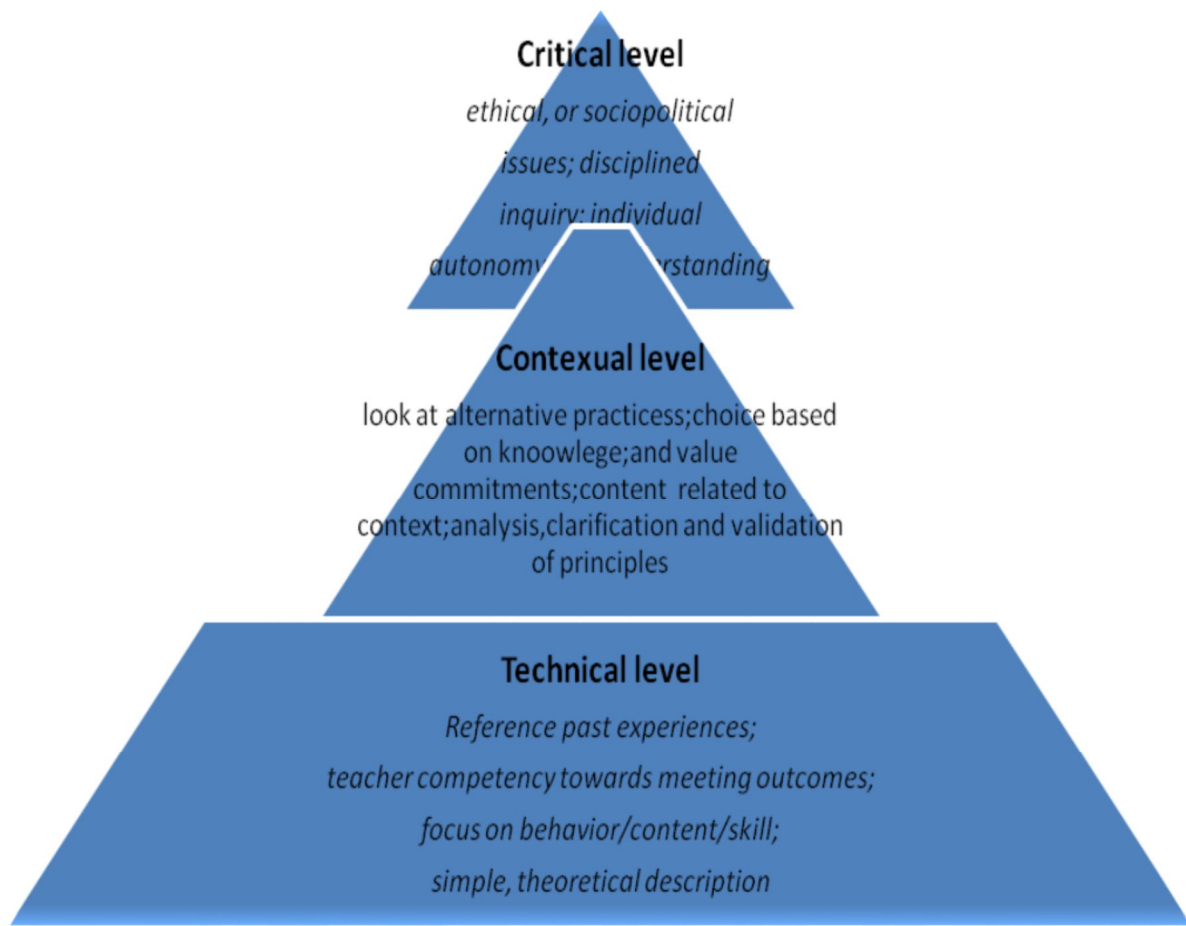 Critical level
ethical, or sociopolitical
issues; disciplined
inquiry; individual
autonomy
Contexual level
look at alternative practicess;choice based
on knoowlege;and value
commitments;content related to
context;analysis,clarification and validation
of principles
Technical level
Reference past experiences;
teacher competency towards meeting outcomes;
focus on behavior/content/skill;
simple, theoretical description